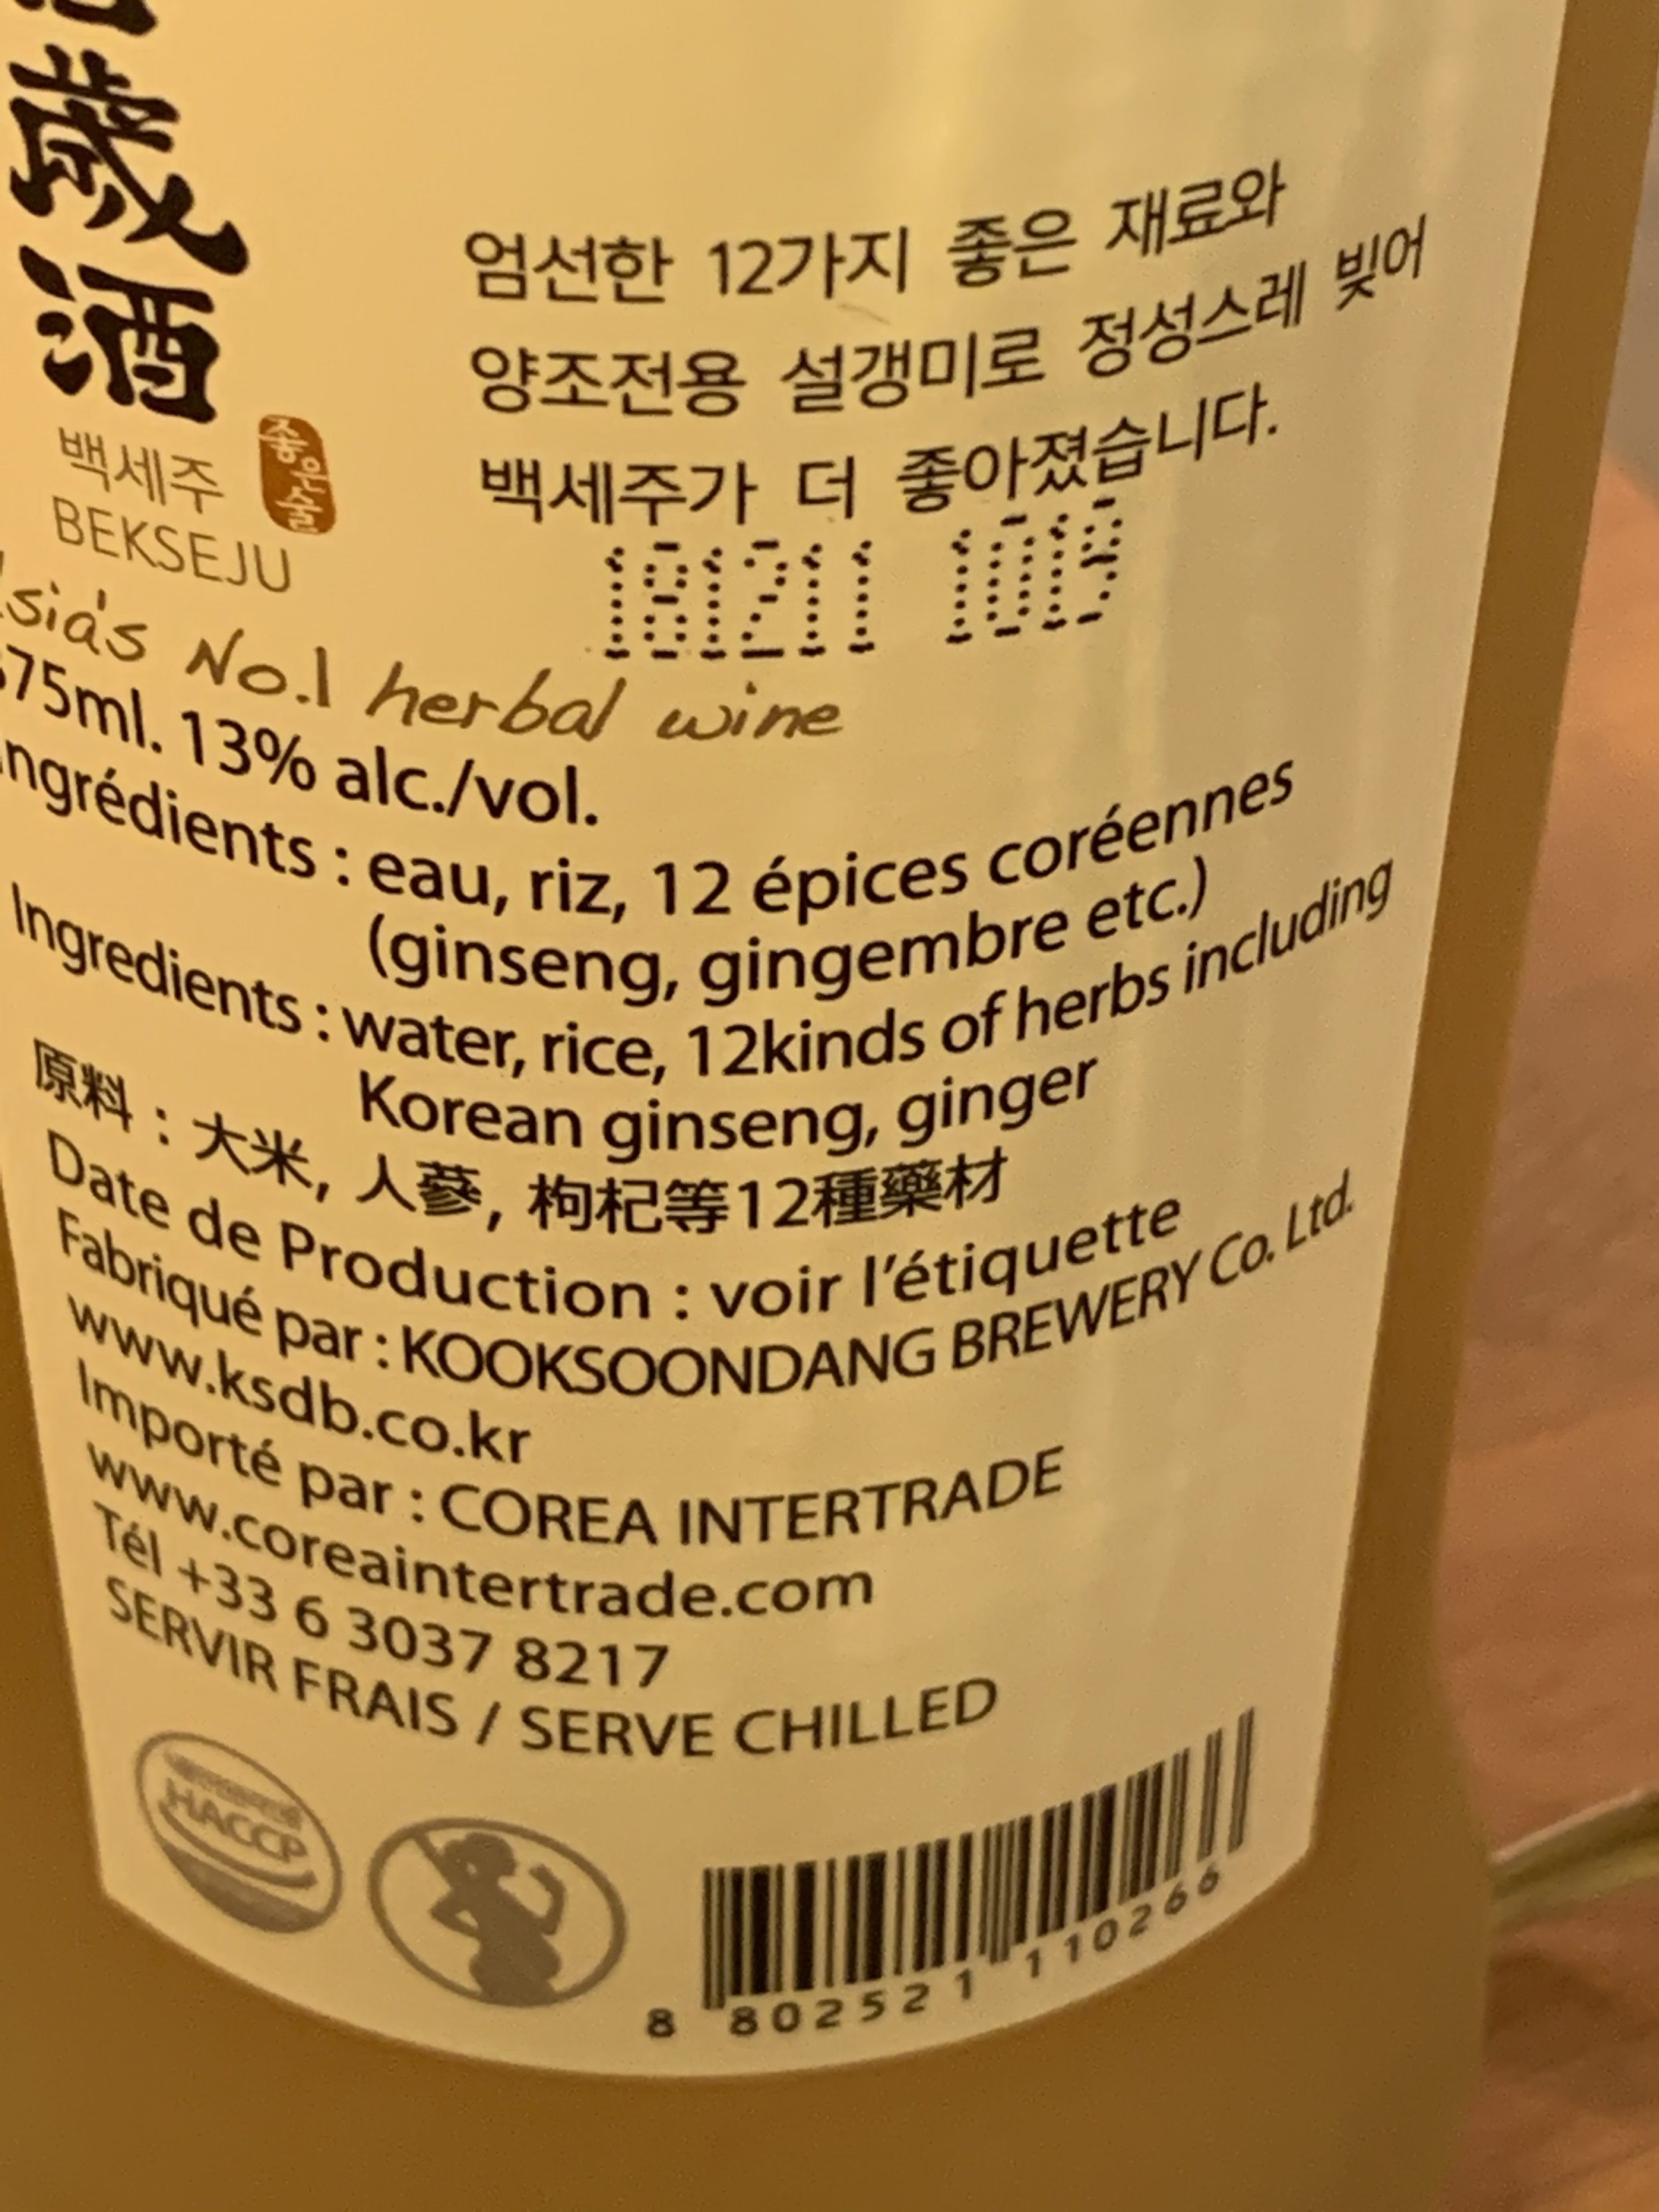 歲
酒
백세주
좋은술
BEKSEJU
엄선한 12가지 좋은 재료와
양조전용 설갱미로 정성스레 빚어
백세주가 더 좋아졌습니다.
181211 1019
No.1 herbal wine
75ml. 13% alc./vol.
ngrédients : eau, riz, 12 épices coréennes
(ginseng, gingembre etc.)
Ingredients : water, rice, 12kinds of herbs including
Korean ginseng, ginger
原料 : 大米, 人蔘, 枸杞等12種藥材
Date de Production : voir l'étiquette
Fabriqué par : KOOKSOONDANG BREWERY Co. Ltd.
www.ksdb.co.kr
Importé par : COREA INTERTRADE
www.coreaintertrade.com
Tél +33 6 3037 8217
SERVIR FRAIS / SERVE CHILLED
HACCP
8 802521 110266